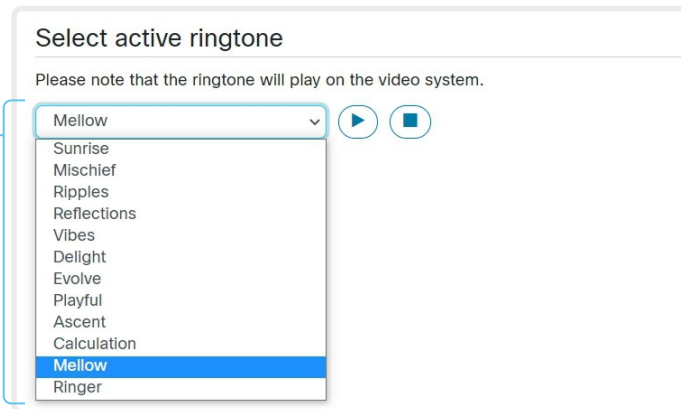 Select active ringtone
Please note that the ringtone will play on the video system.
Mellow
Sunrise
Mischief
Ripples
Reflections
Vibes
Delight
Evolve
Playful
Ascent
Calculation
Mellow
Ringer